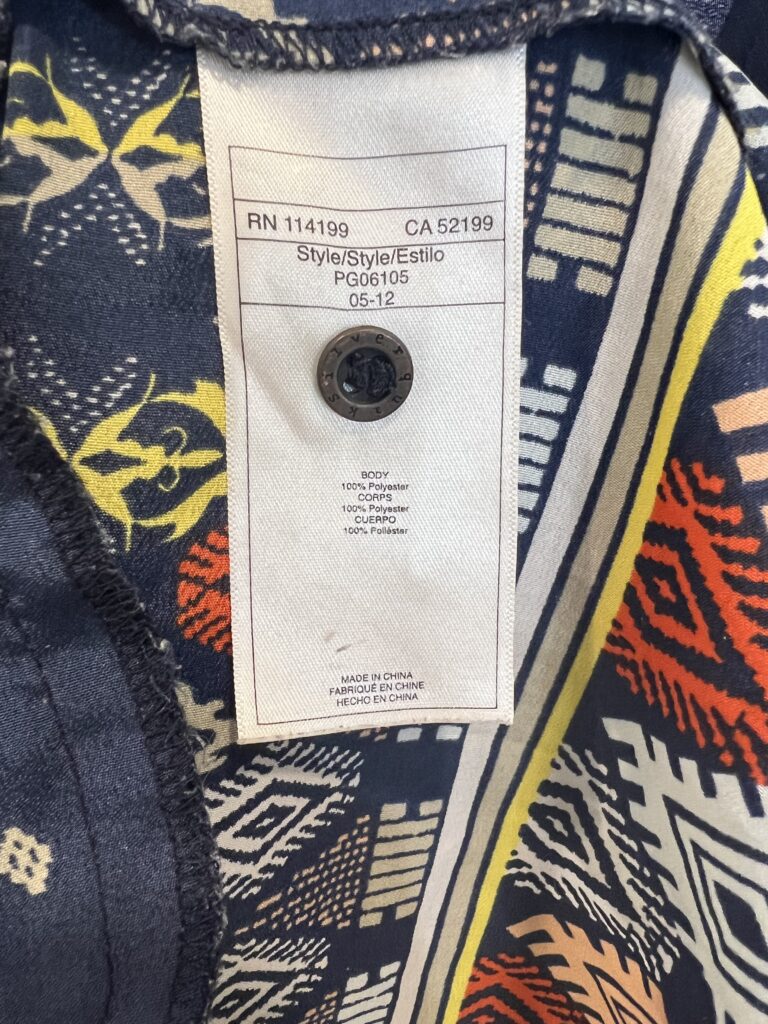 RN 114199 CA 52199
Style/Style/Estilo
PG06105
05-12
silverquaks
BODY
100% Polyester
CORPS
100% Polyester
CUERPO
100% Poliéster
MADE IN CHINA
FABRIQUÉ EN CHINE
HECHO EN CHINA